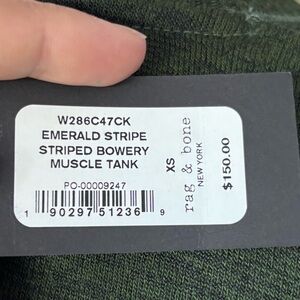 W286C47CK
EMERALD STRIPE
STRIPED BOWERY
MUSCLE TANK
PO-00009247
1 90297 51236 9
XS
rag & bone
NEW YORK
$150.00